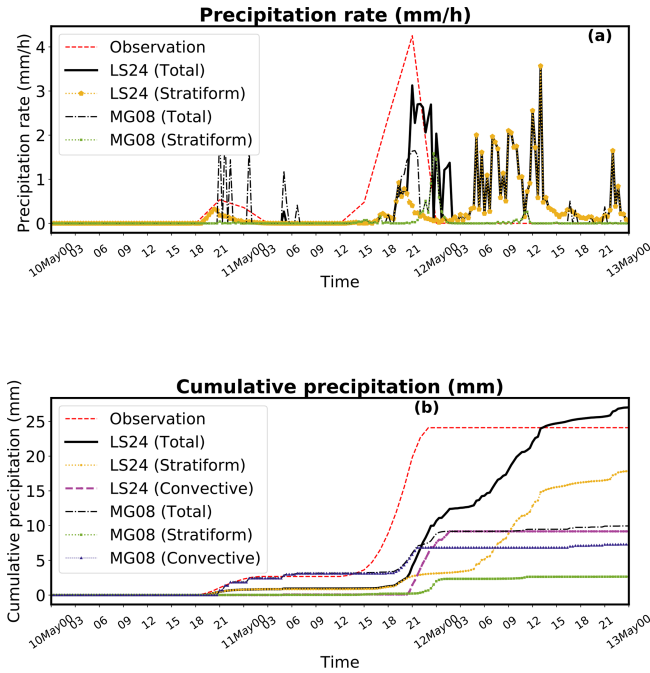 Precipitation rate (mm/h)
(a)
Precipitation rate (mm/h)
4
3
2
1
0
Observation
LS24 (Total)
LS24 (Stratiform)
MG08 (Total)
MG08 (Stratiform)
10May00 03 06 09 12 15 18 21 11May00 03 06 09 12 15 18 21 12May00 03 06 09 12 15 18 21 13May00
Time
Cumulative precipitation (mm)
(b)
Cumulative precipitation (mm)
25
20
15
10
5
0
Observation
LS24 (Total)
LS24 (Stratiform)
LS24 (Convective)
MG08 (Total)
MG08 (Stratiform)
MG08 (Convective)
10May00 03 06 09 12 15 18 21 11May00 03 06 09 12 15 18 21 12May00 03 06 09 12 15 18 21 13May00
Time